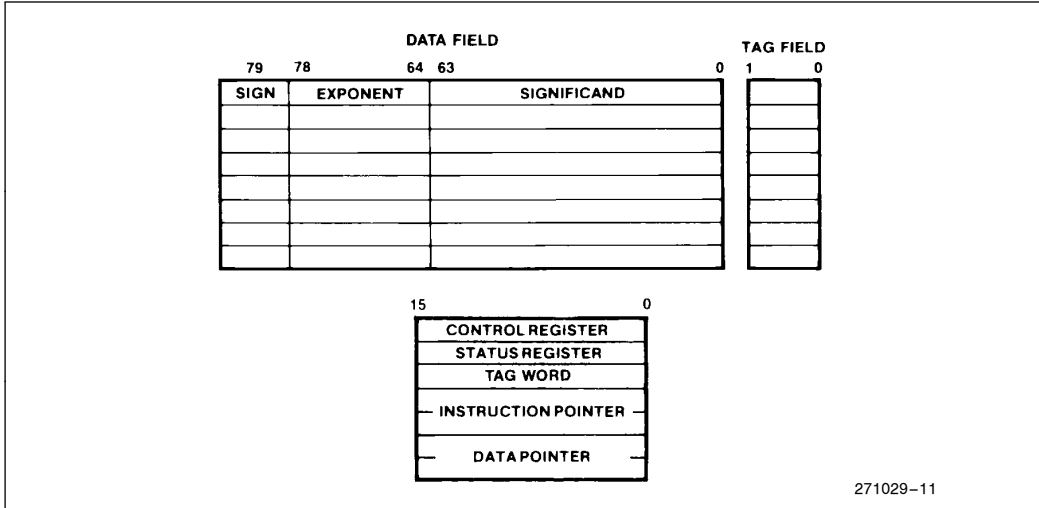 DATA FIELD
TAG FIELD
79 78 64 63 0 1 0
SIGN EXPONENT SIGNIFICAND
15 0
CONTROL REGISTER
STATUS REGISTER
TAG WORD
INSTRUCTION POINTER
DATA POINTER
271029–11